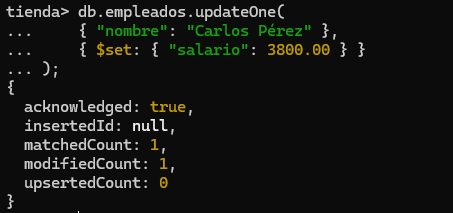 tienda> db.empleados.updateOne(
...     { "nombre": "Carlos Pérez" },
...     { $set: { "salario": 3800.00 } }
... );
{
  acknowledged: true,
  insertedId: null,
  matchedCount: 1,
  modifiedCount: 1,
  upsertedCount: 0
}